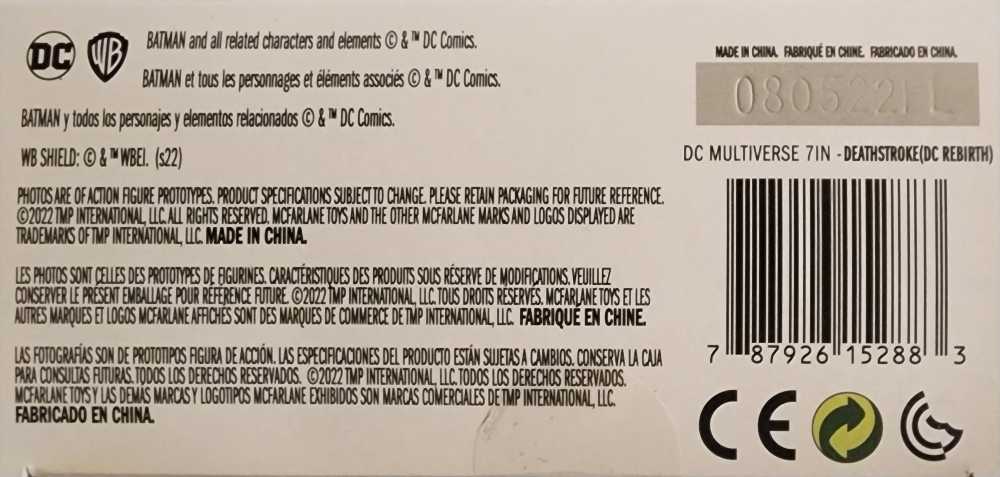 DC WB BATMAN and all related characters and elements © & ™ DC Comics.
BATMAN et tous les personnages et éléments associés © & ™ DC Comics.
BATMAN y todos los personajes y elementos relacionados © & ™ DC Comics.
WB SHIELD: © & ™ WBEI. (s22)
PHOTOS ARE OF ACTION FIGURE PROTOTYPES. PRODUCT SPECIFICATIONS SUBJECT TO CHANGE. PLEASE RETAIN PACKAGING FOR FUTURE REFERENCE.
©2022 TMP INTERNATIONAL, LLC. ALL RIGHTS RESERVED. MCFARLANE TOYS AND THE OTHER MCFARLANE MARKS AND LOGOS DISPLAYED ARE
TRADEMARKS OF TMP INTERNATIONAL, LLC. MADE IN CHINA.
LES PHOTOS SONT CELLES DES PROTOTYPES DE FIGURINES. CARACTÉRISTIQUES DES PRODUITS SOUS RÉSERVE DE MODIFICATIONS. VEUILLEZ
CONSERVER LE PRÉSENT EMBALLAGE POUR RÉFÉRENCE FUTURE. ©2022 TMP INTERNATIONAL, LLC. TOUS DROITS RÉSERVÉS. MCFARLANE TOYS ET LES
AUTRES MARQUES ET LOGOS MCFARLANE AFFICHÉS SONT DES MARQUES DE COMMERCE DE TMP INTERNATIONAL, LLC. FABRIQUÉ EN CHINE.
LAS FOTOGRAFÍAS SON DE PROTOTIPOS FIGURA DE ACCIÓN. LAS ESPECIFICACIONES DEL PRODUCTO ESTÁN SUJETAS A CAMBIOS. CONSERVA LA CAJA
PARA CONSULTAS FUTURAS. TODOS LOS DERECHOS RESERVADOS. ©2022 TMP INTERNATIONAL, LLC. TODOS LOS DERECHOS RESERVADOS.
MCFARLANE TOYS Y LAS DEMÁS MARCAS Y LOGOTIPOS MCFARLANE EXHIBIDOS SON MARCAS COMERCIALES DE TMP INTERNATIONAL, LLC.
FABRICADO EN CHINA.
MADE IN CHINA. FABRIQUÉ EN CHINE. FABRICADO EN CHINA.
080522FL
DC MULTIVERSE 7IN - DEATHSTROKE(DC REBIRTH)
7 87926 15288 3
CE